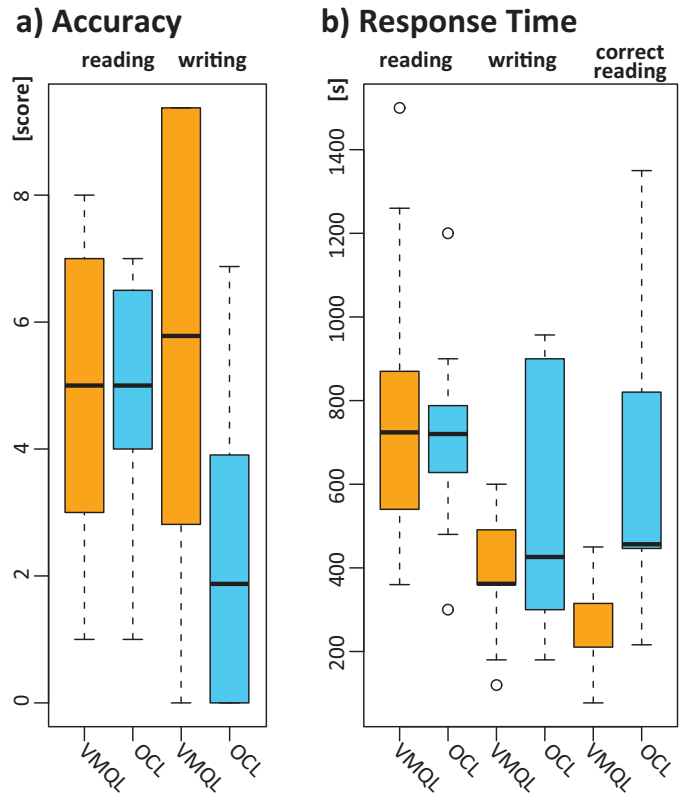 a) Accuracy
reading writing
[score]
8
6
4
2
0
VMQL OCL VMQL OCL
b) Response Time
reading writing correct reading
[s]
1400
1200
1000
800
600
400
200
VMQL OCL VMQL OCL VMQL OCL